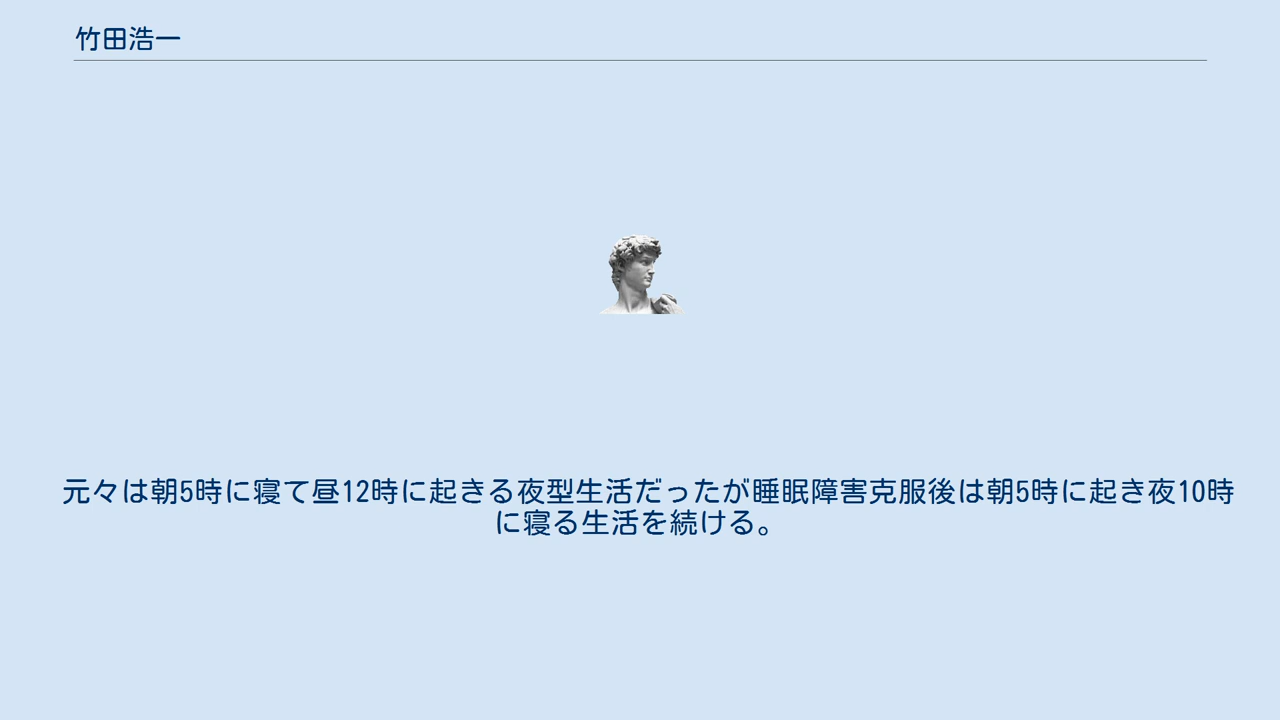 竹田浩一
元々は朝5時に寝て昼12時に起きる夜型生活だったが睡眠障害克服後は朝5時に起き夜10時
に寝る生活を続ける。